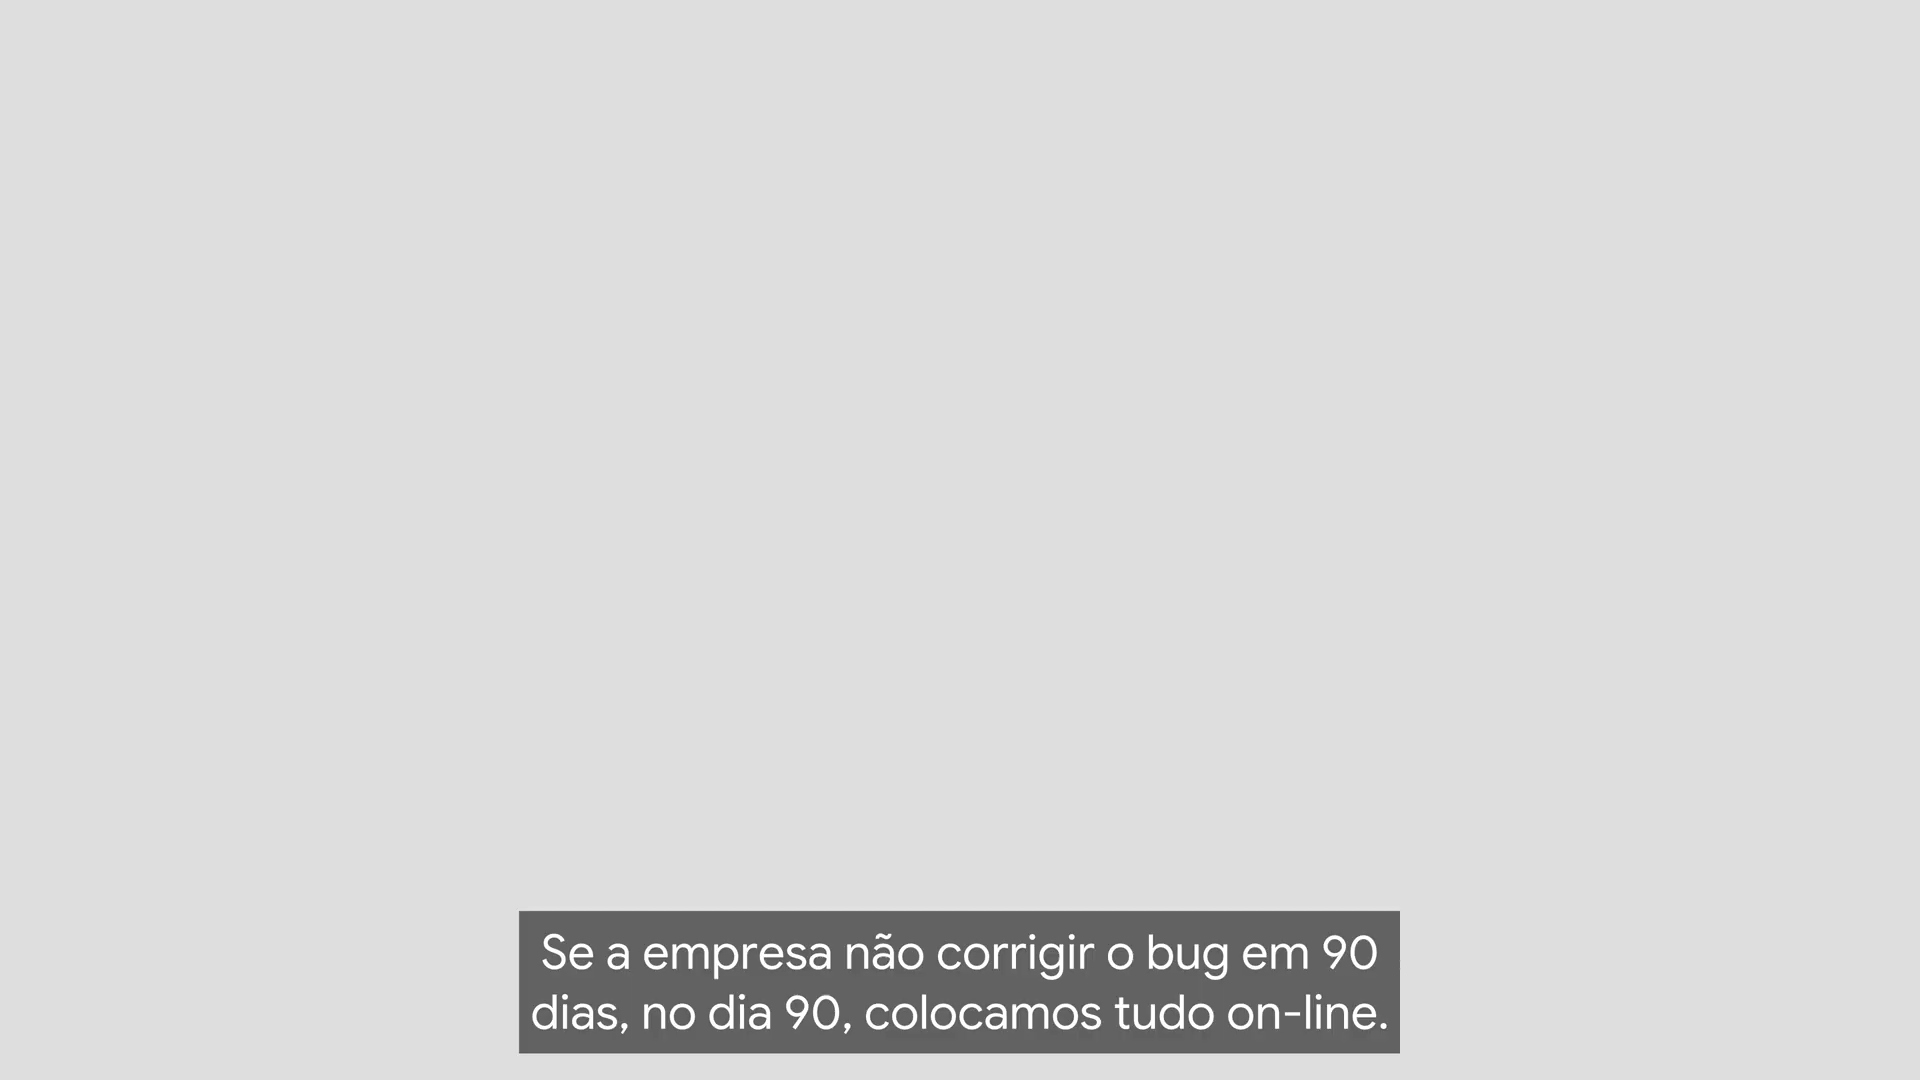 Se a empresa não corrigir o bug em 90
dias, no dia 90, colocamos tudo on-line.